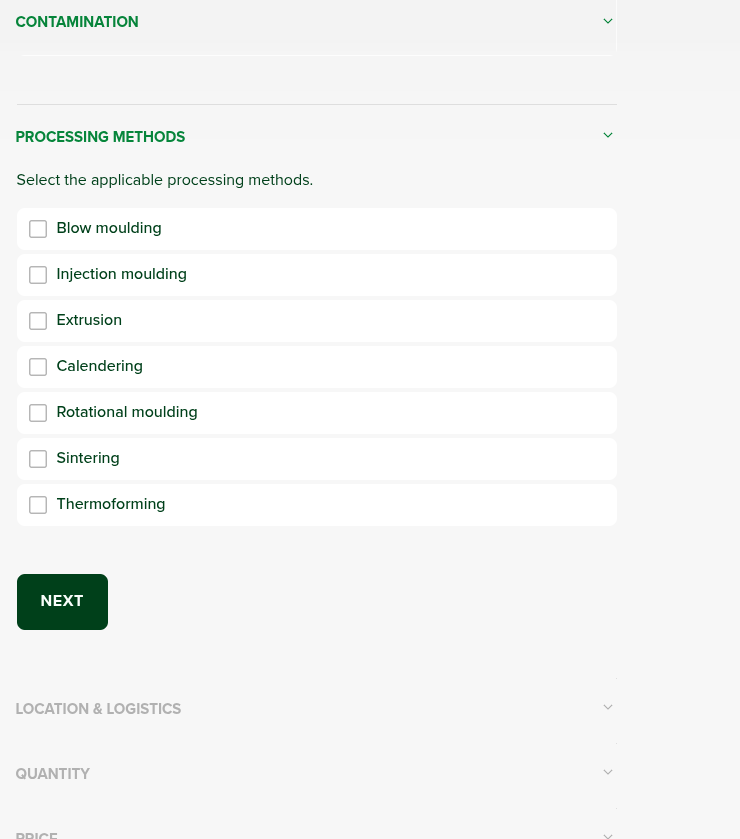 CONTAMINATION
PROCESSING METHODS
Select the applicable processing methods.
Blow moulding
Injection moulding
Extrusion
Calendering
Rotational moulding
Sintering
Thermoforming
NEXT
LOCATION & LOGISTICS
QUANTITY
PRICE